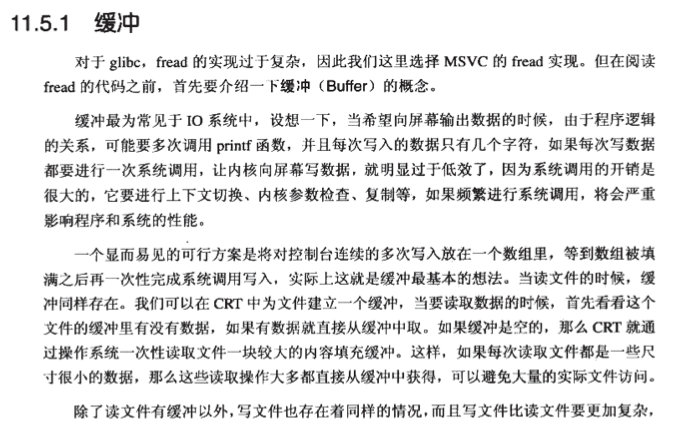 11.5.1 缓冲
对于 glibc，fread 的实现过于复杂，因此我们这里选择 MSVC 的 fread 实现。但在阅读
fread 的代码之前，首先要介绍一下缓冲（Buffer）的概念。
缓冲最为常见于 IO 系统中，设想一下，当希望向屏幕输出数据的时候，由于程序逻辑
的关系，可能要多次调用 printf 函数，并且每次写入的数据只有几个字符，如果每次写数据
都要进行一次系统调用，让内核向屏幕写数据，就明显过于低效了，因为系统调用的开销是
很大的，它要进行上下文切换、内核参数检查、复制等，如果频繁进行系统调用，将会严重
影响程序和系统的性能。
一个显而易见的可行方案是将对控制台连续的多次写入放在一个数组里，等到数组被填
满之后再一次性完成系统调用写入，实际上这就是缓冲最基本的想法。当读文件的时候，缓
冲同样存在。我们可以在 CRT 中为文件建立一个缓冲，当要读取数据的时候，首先看看这个
文件的缓冲里有没有数据，如果有数据就直接从缓冲中取。如果缓冲是空的，那么 CRT 就通
过操作系统一次性读取文件一块较大的内容填充缓冲。这样，如果每次读取文件都是一些尺
寸很小的数据，那么这些读取操作大多都直接从缓冲中获得，可以避免大量的实际文件访问。
除了读文件有缓冲以外，写文件也存在着同样的情况，而且写文件比读文件要更加复杂，